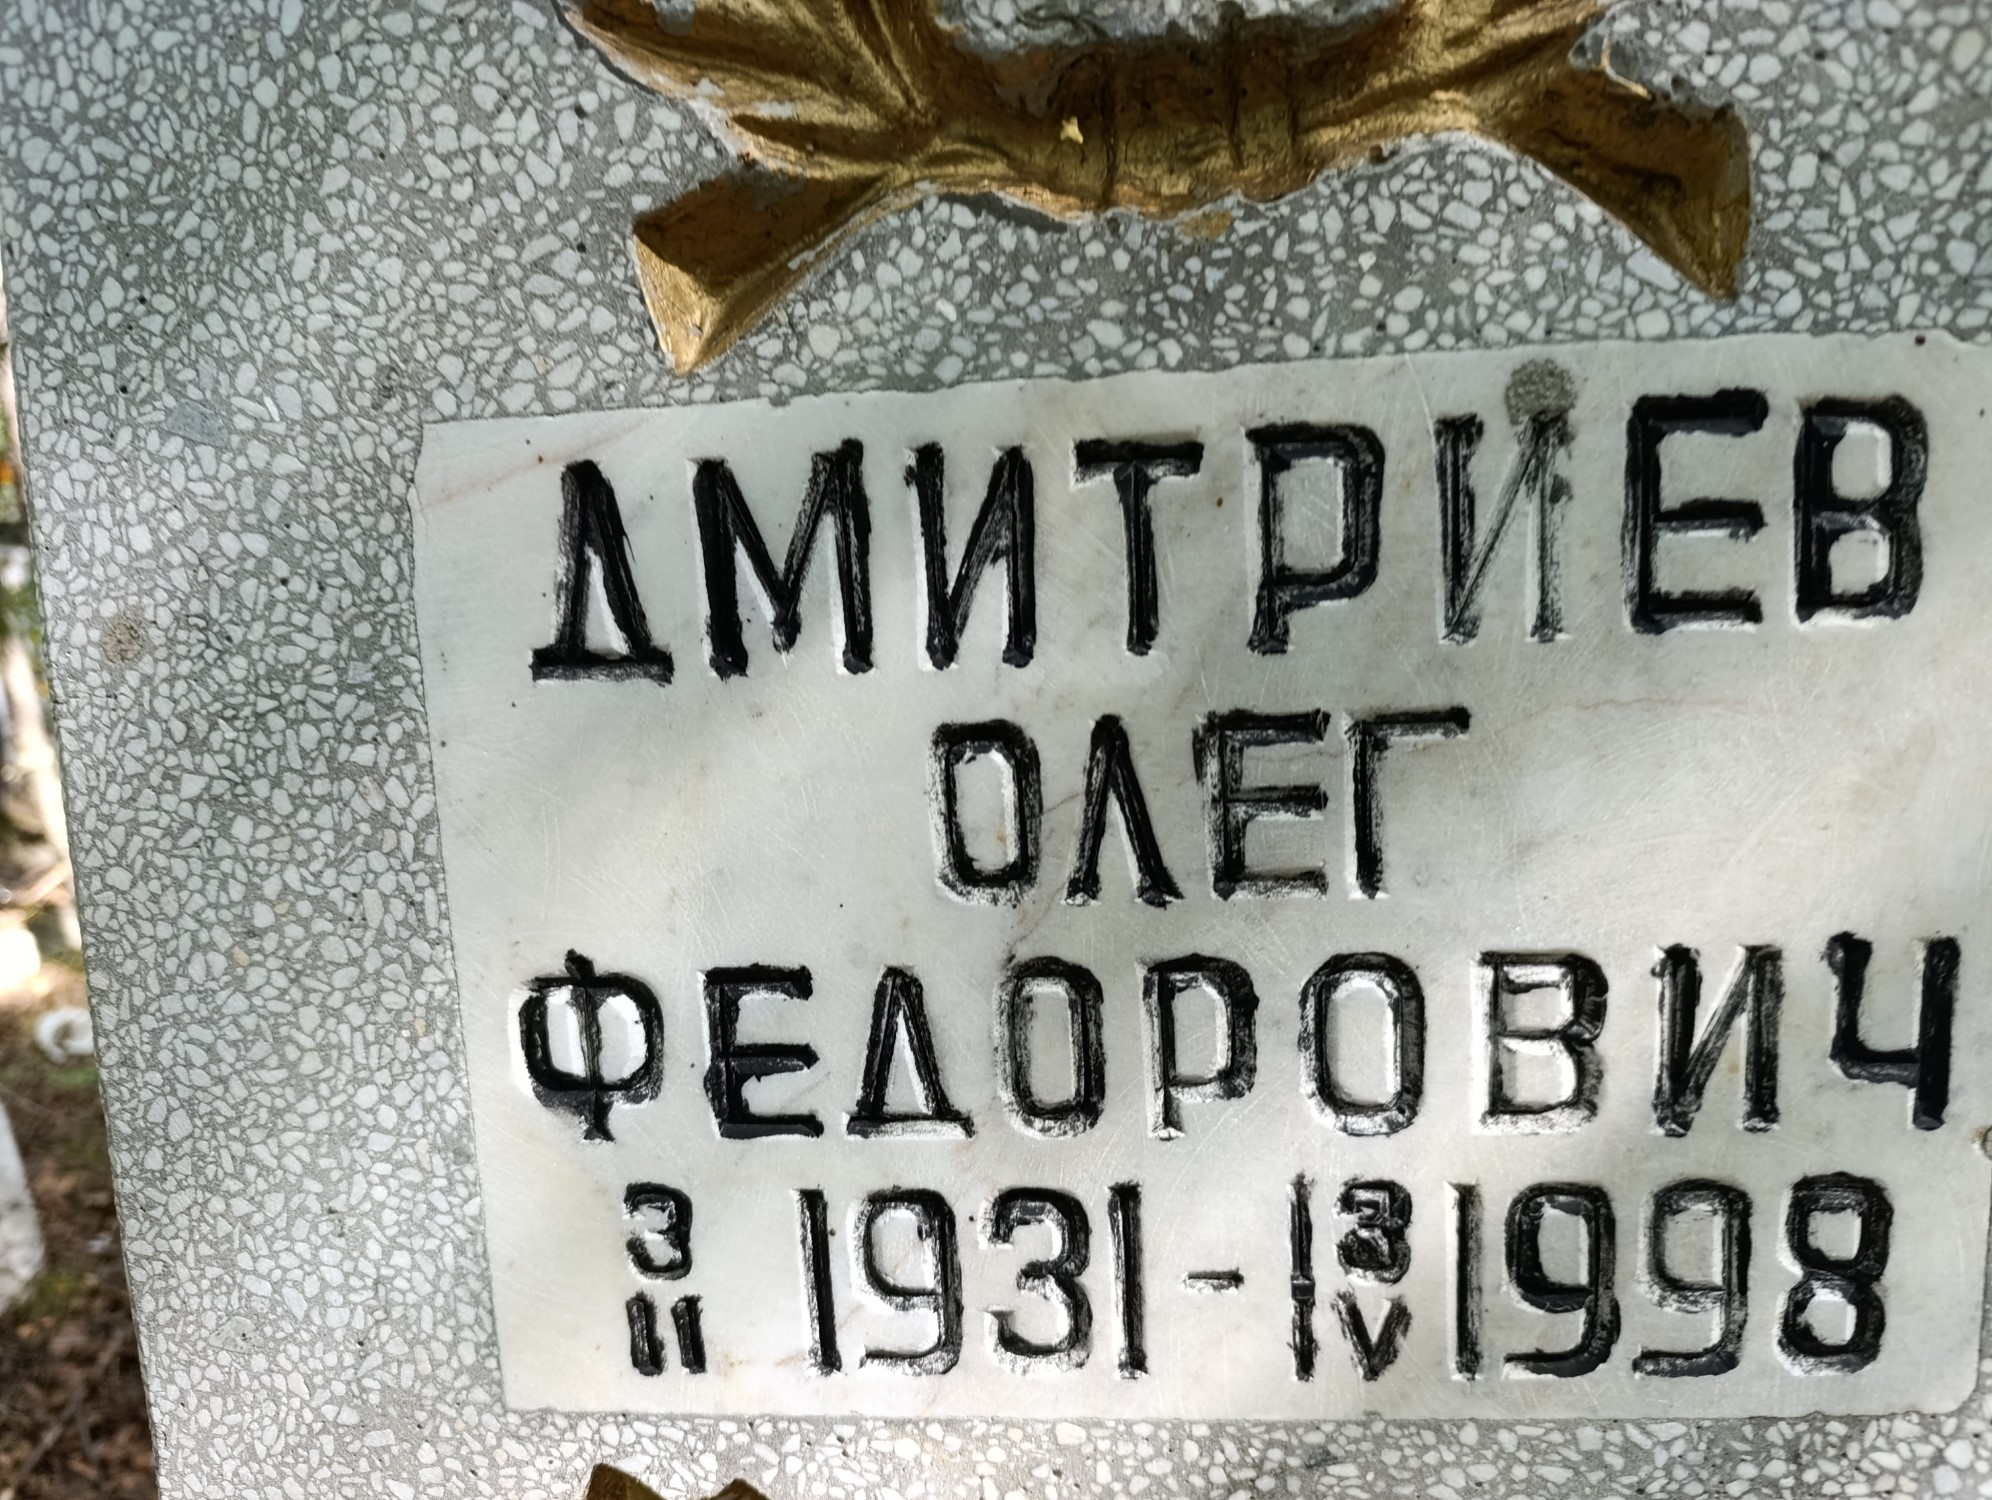 ДМИТРИЕВ
ОЛЕГ
ФЕДОРОВИЧ
3/II 1931 - 13/IV 1998